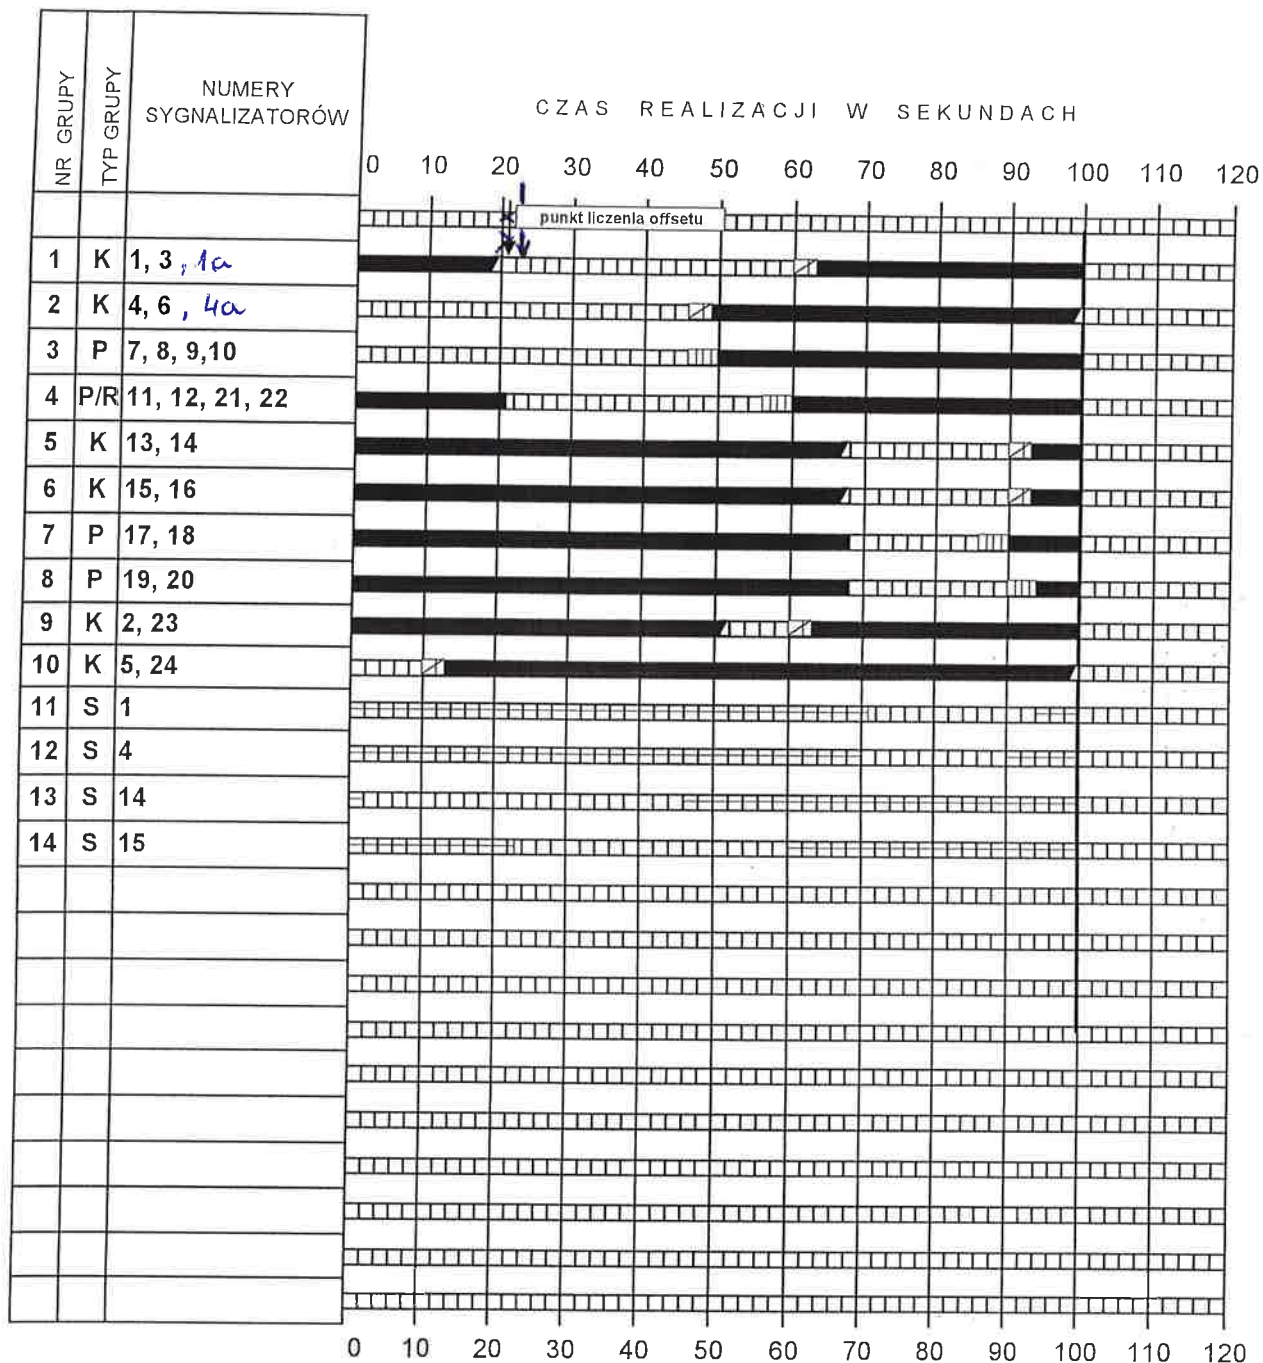 NR GRUPY
TYP GRUPY
NUMERY
SYGNALIZATORÓW
CZAS REALIZACJI W SEKUNDACH
0 10 20 30 40 50 60 70 80 90 100 110 120
punkt liczenia offsetu
1 K 1, 3 , 1a
2 K 4, 6 , 4a
3 P 7, 8, 9,10
4 P/R 11, 12, 21, 22
5 K 13, 14
6 K 15, 16
7 P 17, 18
8 P 19, 20
9 K 2, 23
10 K 5, 24
11 S 1
12 S 4
13 S 14
14 S 15
0 10 20 30 40 50 60 70 80 90 100 110 120